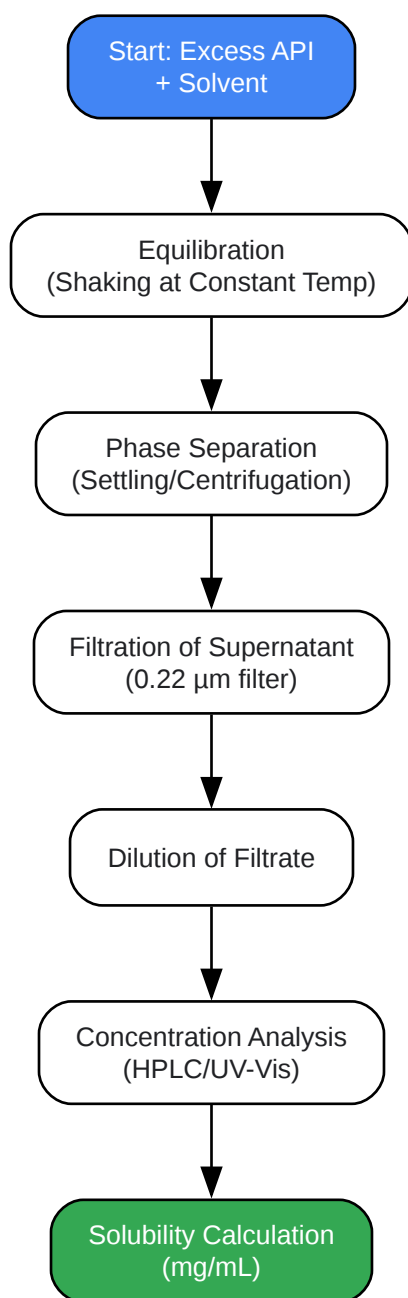 Start: Excess API
+ Solvent
Equilibration
(Shaking at Constant Temp)
Phase Separation
(Settling/Centrifugation)
Filtration of Supernatant
(0.22 µm filter)
Dilution of Filtrate
Concentration Analysis
(HPLC/UV-Vis)
Solubility Calculation
(mg/mL)